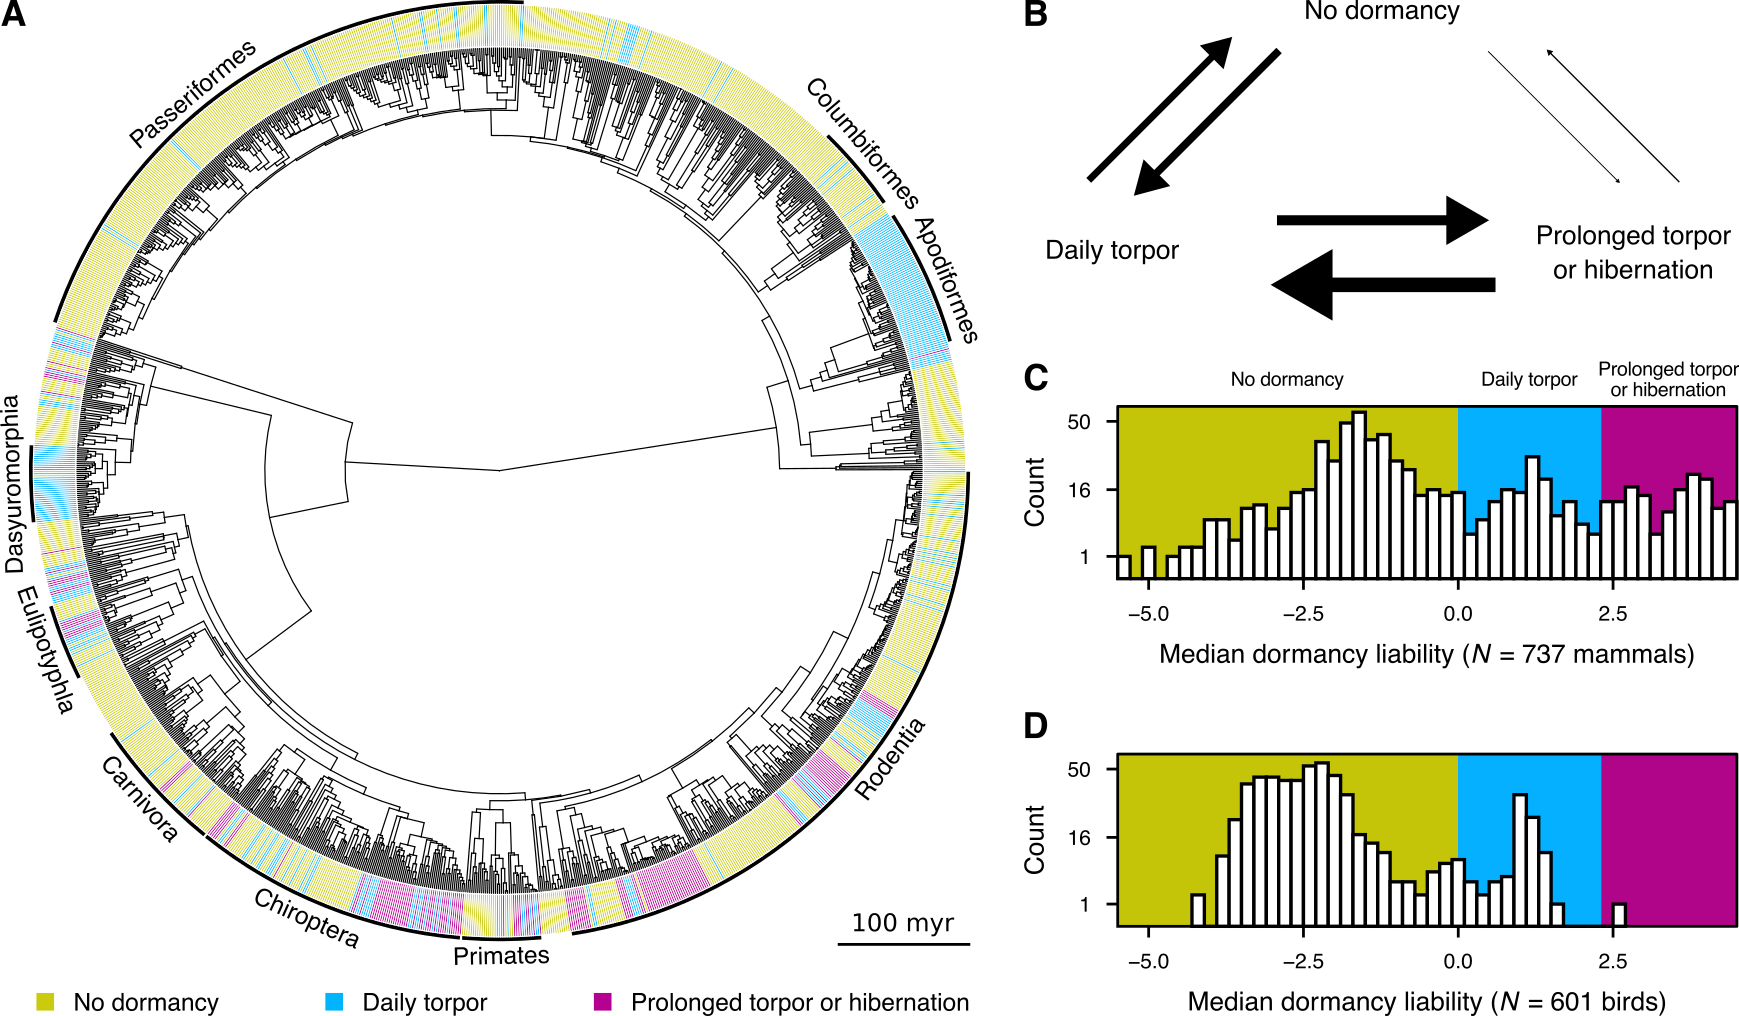 A
Passeriformes
Columbiformes
Apodiformes
Dasyuromorphia
Eulipotyphla
Carnivora
Chiroptera
Primates
Rodentia
100 myr
No dormancy
Daily torpor
Prolonged torpor or hibernation
B
No dormancy
Daily torpor
Prolonged torpor
or hibernation
C
No dormancy
Daily torpor
Prolonged torpor
or hibernation
Count
50
16
1
−5.0
−2.5
0.0
2.5
Median dormancy liability (N = 737 mammals)
D
Count
50
16
1
−5.0
−2.5
0.0
2.5
Median dormancy liability (N = 601 birds)